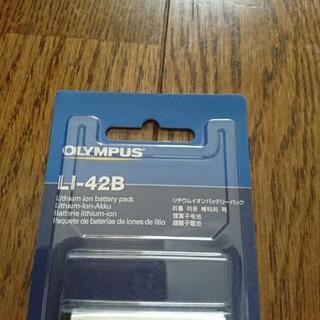 OLYMPUS
LI-42B
Lithium ion battery pack
Lithium-Ion-Akku
Batterie lithium-ion
Paquete de baterías de iones de litio
リチウムイオンバッテリーパック
리튬 이온 배터리 팩
锂离子电池
鋰離子電池